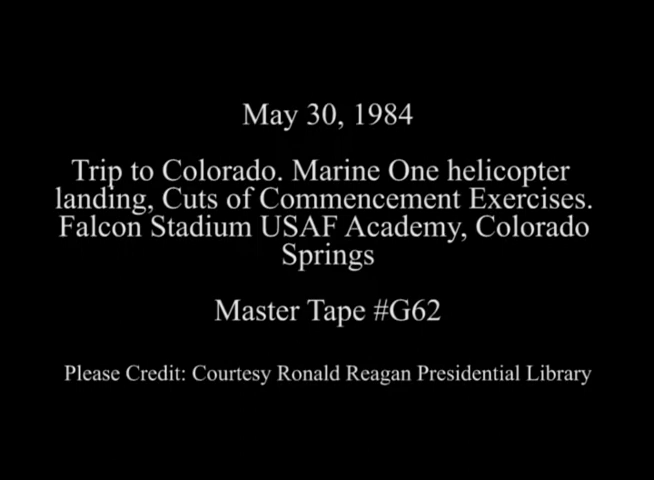 May 30, 1984
Trip to Colorado. Marine One helicopter
landing, Cuts of Commencement Exercises.
Falcon Stadium USAF Academy, Colorado
Springs
Master Tape #G62
Please Credit: Courtesy Ronald Reagan Presidential Library